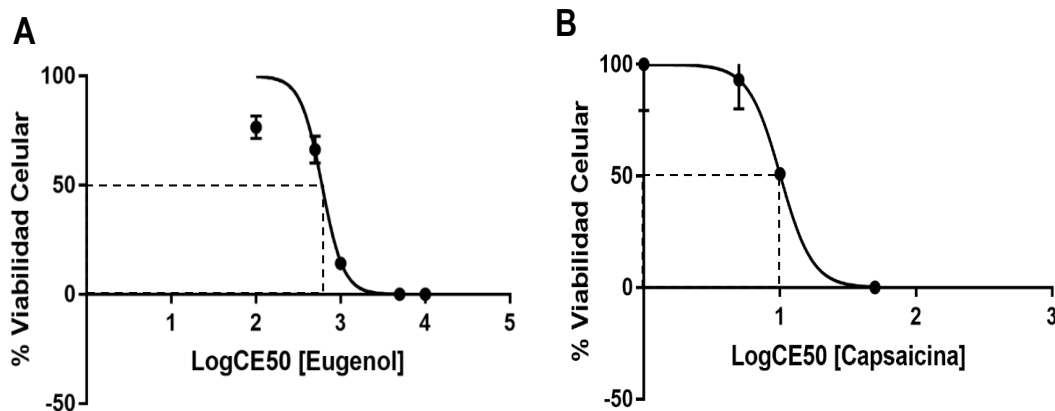 A
% Viabilidad Celular
100
50
0
-50
1 2 3 4 5
LogCE50 [Eugenol]
B
% Viabilidad Celular
100
50
0
-50
1 2 3
LogCE50 [Capsaicina]